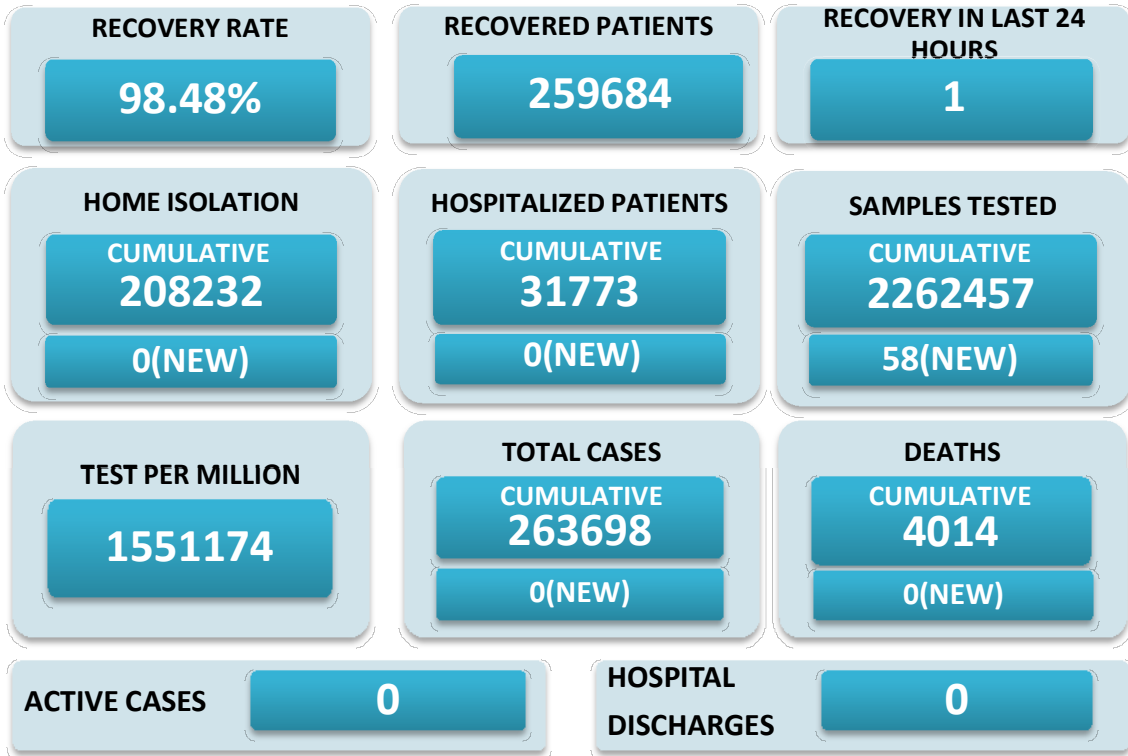 RECOVERY RATE
98.48%
RECOVERED PATIENTS
259684
RECOVERY IN LAST 24
HOURS
1
HOME ISOLATION
CUMULATIVE
208232
0(NEW)
HOSPITALIZED PATIENTS
CUMULATIVE
31773
0(NEW)
SAMPLES TESTED
CUMULATIVE
2262457
58(NEW)
TEST PER MILLION
1551174
TOTAL CASES
CUMULATIVE
263698
0(NEW)
DEATHS
CUMULATIVE
4014
0(NEW)
ACTIVE CASES
0
HOSPITAL
DISCHARGES
0